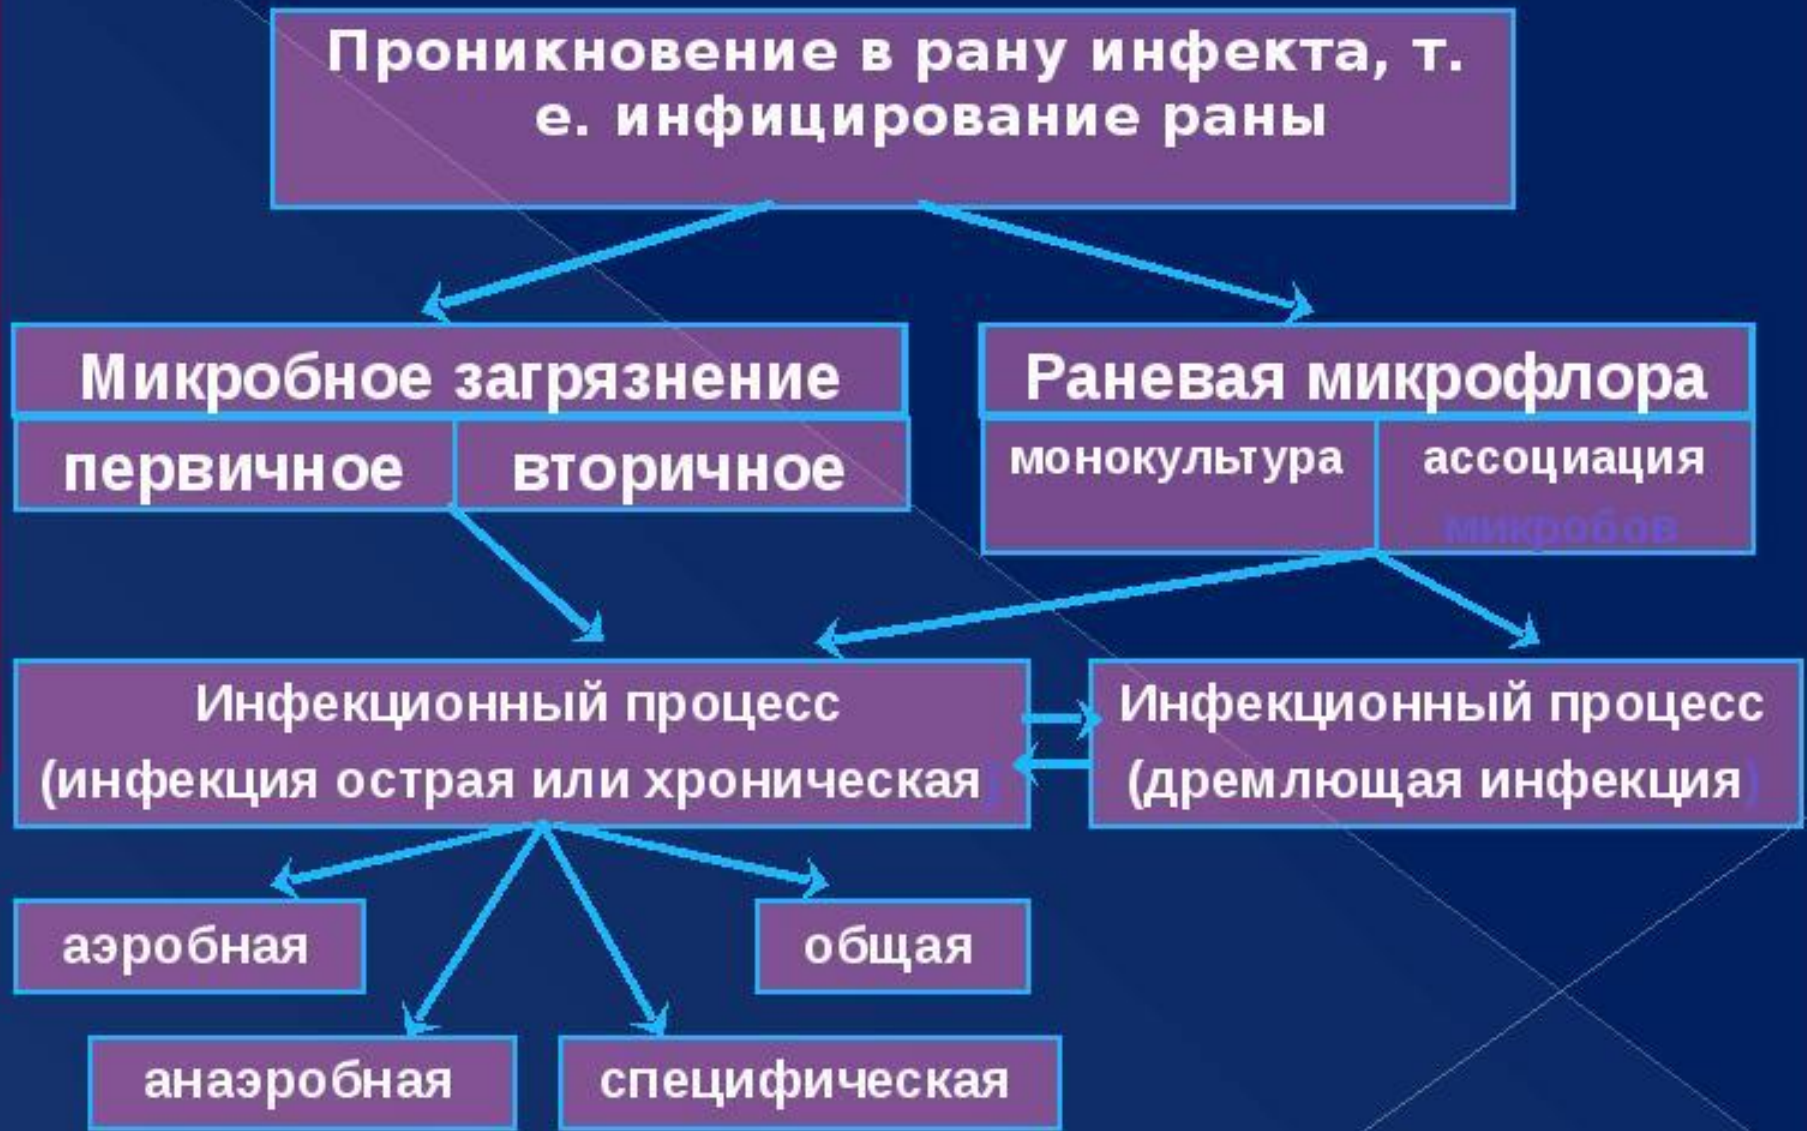 Проникновение в рану инфекта, т.
е. инфицирование раны
Микробное загрязнение
первичное
вторичное
Раневая микрофлора
монокультура
ассоциация
микробов
Инфекционный процесс
(инфекция острая или хроническая)
Инфекционный процесс
(дремлющая инфекция)
аэробная
общая
анаэробная
специфическая